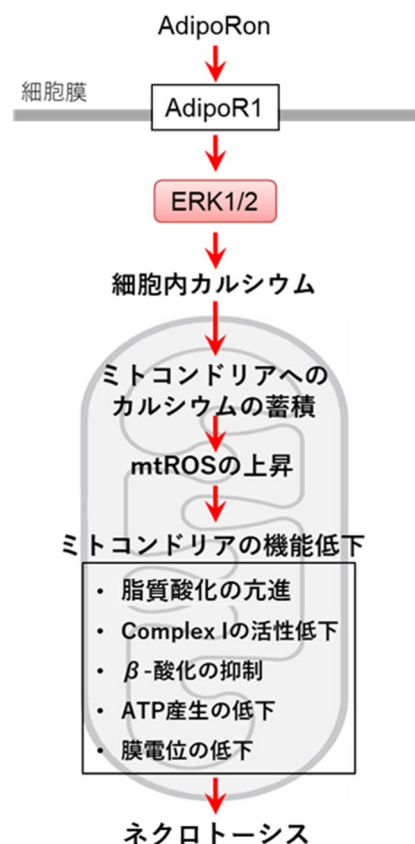 AdipoRon
細胞膜
AdipoR1
ERK1/2
細胞内カルシウム
ミトコンドリアへの
カルシウムの蓄積
mtROSの上昇
ミトコンドリアの機能低下
• 脂質酸化の亢進
• Complex Iの活性低下
• β-酸化の抑制
• ATP産生の低下
• 膜電位の低下
ネクロトーシス